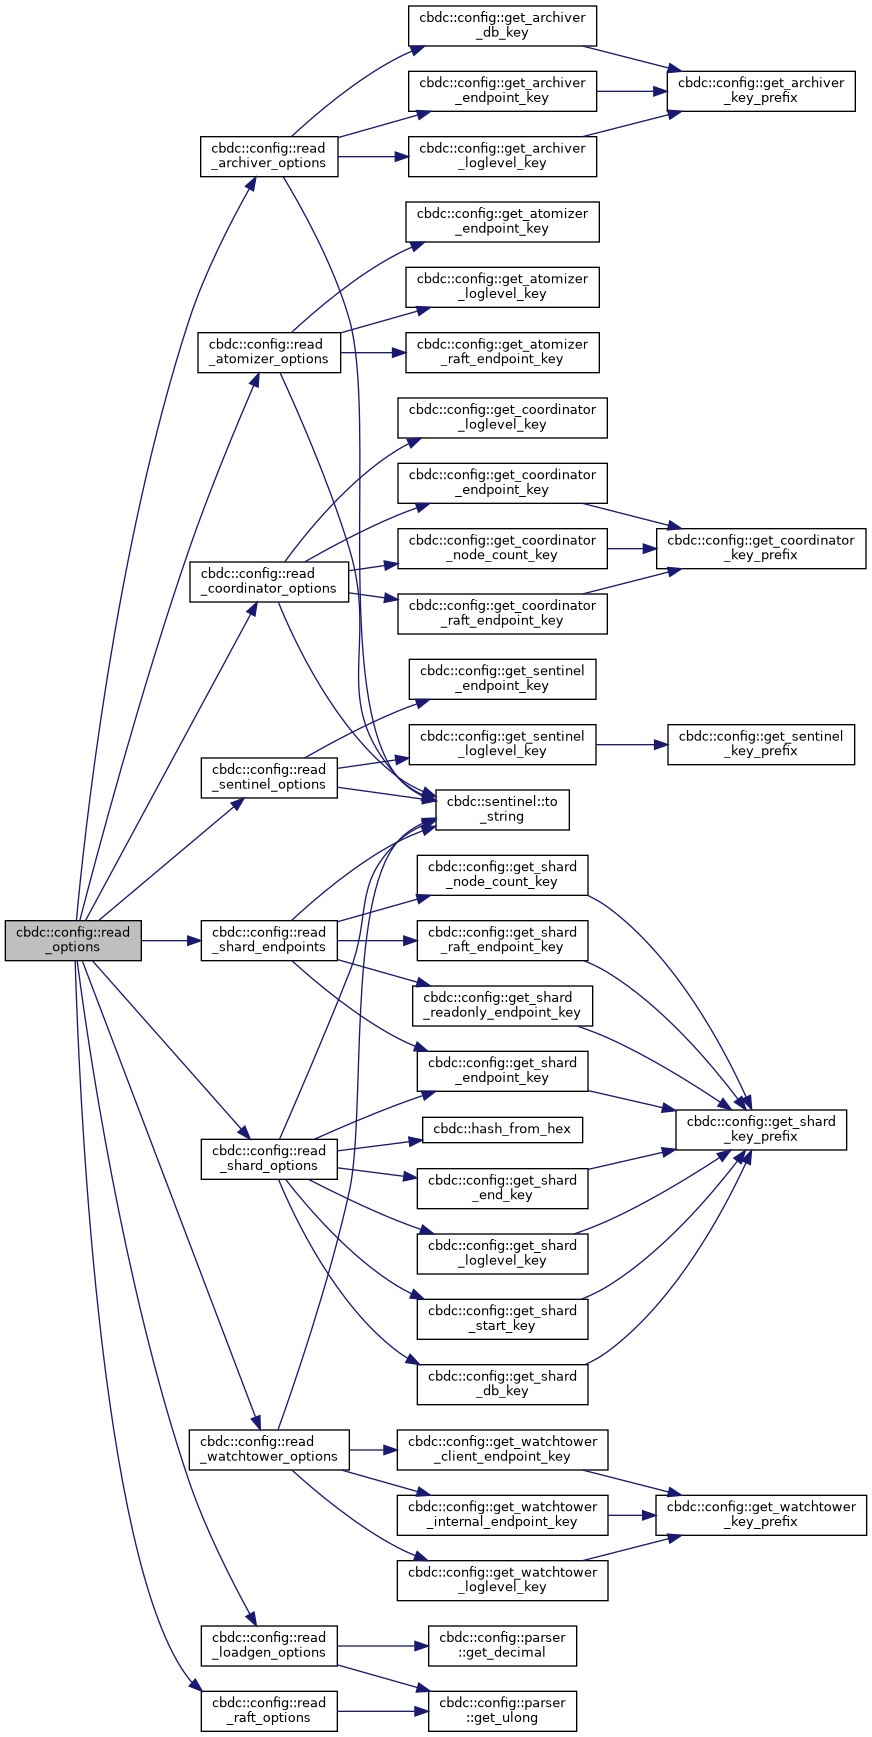 cbdc::config::read
_options
cbdc::config::read
_archiver_options
cbdc::config::get_archiver
_db_key
cbdc::config::get_archiver
_endpoint_key
cbdc::config::get_archiver
_loglevel_key
cbdc::config::get_archiver
_key_prefix
cbdc::config::read
_atomizer_options
cbdc::config::get_atomizer
_endpoint_key
cbdc::config::get_atomizer
_loglevel_key
cbdc::config::get_atomizer
_raft_endpoint_key
cbdc::config::read
_coordinator_options
cbdc::config::get_coordinator
_loglevel_key
cbdc::config::get_coordinator
_endpoint_key
cbdc::config::get_coordinator
_node_count_key
cbdc::config::get_coordinator
_raft_endpoint_key
cbdc::config::get_coordinator
_key_prefix
cbdc::config::read
_sentinel_options
cbdc::config::get_sentinel
_endpoint_key
cbdc::config::get_sentinel
_loglevel_key
cbdc::config::get_sentinel
_key_prefix
cbdc::sentinel::to
_string
cbdc::config::read
_shard_endpoints
cbdc::config::get_shard
_node_count_key
cbdc::config::get_shard
_raft_endpoint_key
cbdc::config::get_shard
_readonly_endpoint_key
cbdc::config::get_shard
_endpoint_key
cbdc::config::get_shard
_key_prefix
cbdc::config::read
_shard_options
cbdc::hash_from_hex
cbdc::config::get_shard
_end_key
cbdc::config::get_shard
_loglevel_key
cbdc::config::get_shard
_start_key
cbdc::config::get_shard
_db_key
cbdc::config::read
_watchtower_options
cbdc::config::get_watchtower
_client_endpoint_key
cbdc::config::get_watchtower
_internal_endpoint_key
cbdc::config::get_watchtower
_loglevel_key
cbdc::config::get_watchtower
_key_prefix
cbdc::config::read
_loadgen_options
cbdc::config::parser
::get_decimal
cbdc::config::read
_raft_options
cbdc::config::parser
::get_ulong